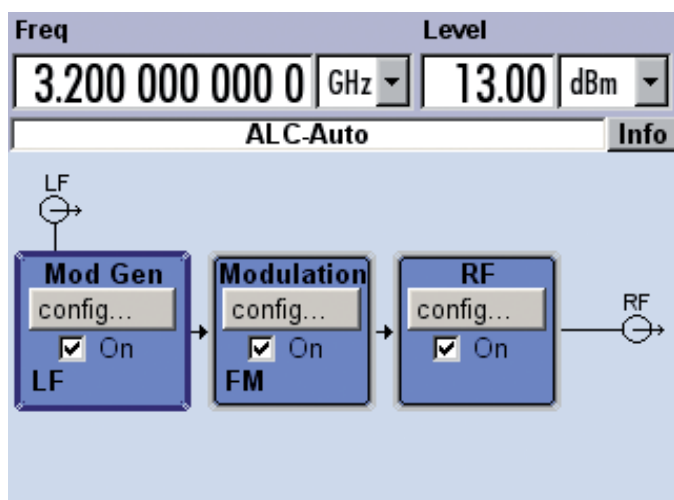 Freq Level
3.200 000 000 0 GHz 13.00 dBm
ALC-Auto Info
LF
Mod Gen Modulation RF
config... config... config...
On On On
LF FM
RF